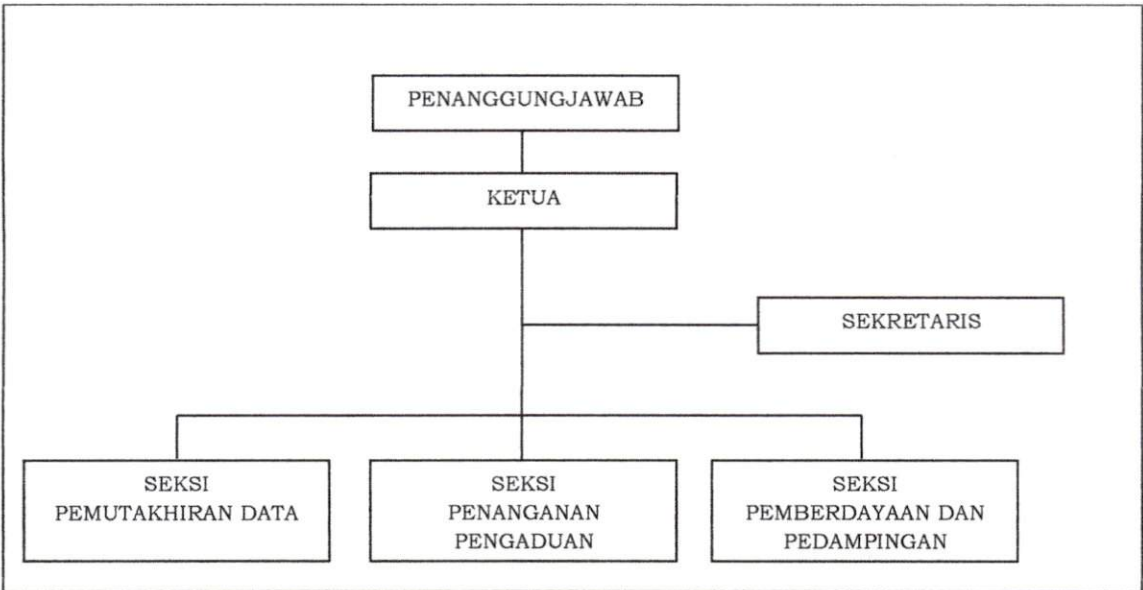 PENANGGUNGJAWAB
KETUA
SEKRETARIS
SEKSI
PEMUTAKHIRAN DATA
SEKSI
PENANGANAN
PENGADUAN
SEKSI
PEMBERDAYAAN DAN
PEDAMPINGAN